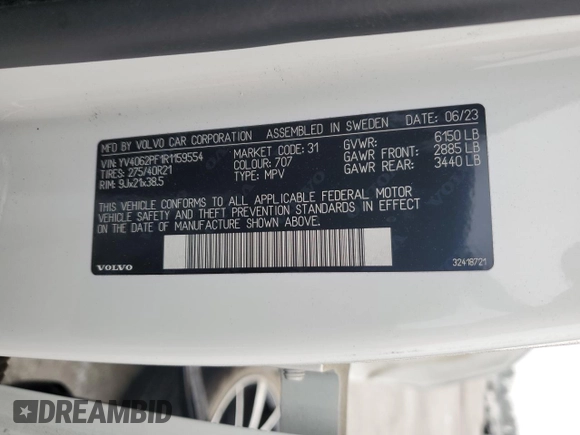 MFD BY VOLVO CAR CORPORATION ASSEMBLED IN SWEDEN DATE: 06/23
VIN: YV4062PF1R1159554 MARKET CODE: 31 GVWR: 6150 LB
TIRES: 275/40R21 COLOUR: 707 GAWR FRONT: 2885 LB
RIM: 9Jx21x38.5 TYPE: MPV GAWR REAR: 3440 LB
THIS VEHICLE CONFORMS TO ALL APPLICABLE FEDERAL MOTOR
VEHICLE SAFETY AND THEFT PREVENTION STANDARDS IN EFFECT
ON THE DATE OF MANUFACTURE SHOWN ABOVE.
VOLVO 32418721
DREAMBID